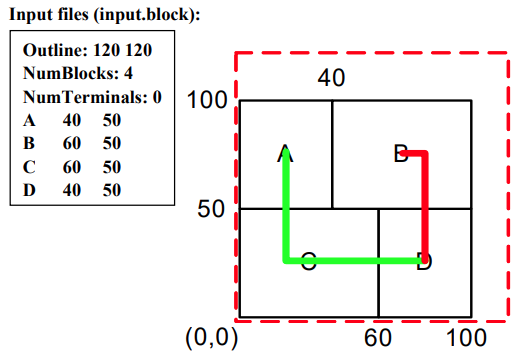 Input files (input.block):
Outline: 120 120
NumBlocks: 4
NumTerminals: 0
A 40 50
B 60 50
C 60 50
D 40 50
40
100
A
B
50
C
D
(0,0)
60
100